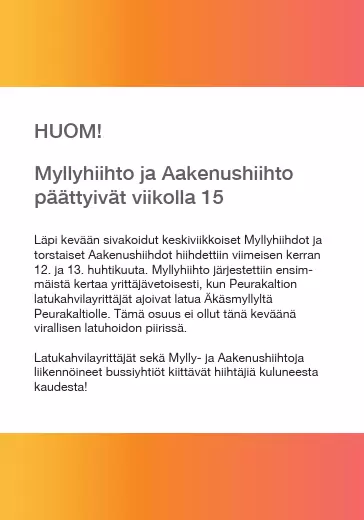 HUOM!
Myllyhiihto ja Aakenushiihto
päättyivät viikolla 15
Läpi kevään sivakoidut keskiviikkoiset Myllyhiihdot ja
torstaiset Aakenushiihdot hiihdettiin viimeisen kerran
12. ja 13. huhtikuuta. Myllyhiihto järjestettiin ensim-
mäistä kertaa yrittäjävetoisesti, kun Peurakaltion
latukahvilayrittäjät ajoivat latua Äkäsmyllyltä
Peurakaltiolle. Tämä osuus ei ollut tänä keväänä
virallisen latuhoidon piirissä.
Latukahvilayrittäjät sekä Mylly- ja Aakenushiihtoja
liikennöineet bussiyhtiöt kiittävät hiihtäjiä kuluneesta
kaudesta!